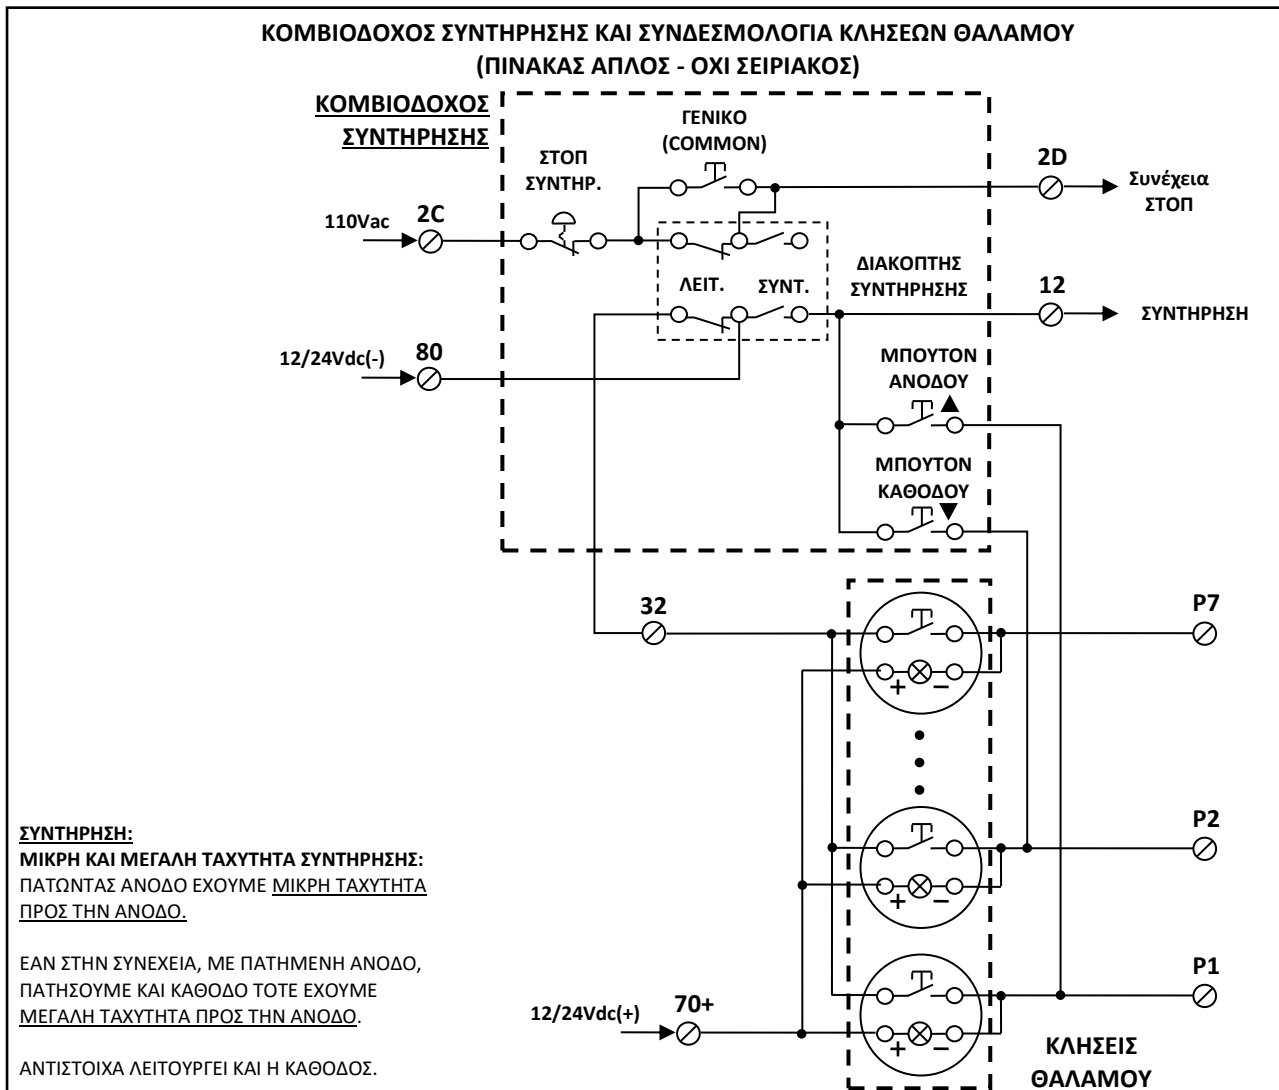 ΚΟΜΒΙΟΔΟΧΟΣ ΣΥΝΤΗΡΗΣΗΣ ΚΑΙ ΣΥΝΔΕΣΜΟΛΟΓΙΑ ΚΛΗΣΕΩΝ ΘΑΛΑΜΟΥ
(ΠΙΝΑΚΑΣ ΑΠΛΟΣ - ΟΧΙ ΣΕΙΡΙΑΚΟΣ)
ΚΟΜΒΙΟΔΟΧΟΣ
ΣΥΝΤΗΡΗΣΗΣ
ΓΕΝΙΚΟ
(COMMON)
ΣΤΟΠ
ΣΥΝΤΗΡ.
2D
Συνέχεια
ΣΤΟΠ
110Vac
2C
ΛΕΙΤ.
ΣΥΝΤ.
ΔΙΑΚΟΠΤΗΣ
ΣΥΝΤΗΡΗΣΗΣ
12
ΣΥΝΤΗΡΗΣΗ
12/24Vdc(-)
80
ΜΠΟΥΤΟΝ
ΑΝΟΔΟΥ
ΜΠΟΥΤΟΝ
ΚΑΘΟΔΟΥ
32
P7
+ −
P2
+ −
P1
+ −
12/24Vdc(+)
70+
ΚΛΗΣΕΙΣ
ΘΑΛΑΜΟΥ
ΣΥΝΤΗΡΗΣΗ:
ΜΙΚΡΗ ΚΑΙ ΜΕΓΑΛΗ ΤΑΧΥΤΗΤΑ ΣΥΝΤΗΡΗΣΗΣ:
ΠΑΤΩΝΤΑΣ ΑΝΟΔΟ ΕΧΟΥΜΕ ΜΙΚΡΗ ΤΑΧΥΤΗΤΑ
ΠΡΟΣ ΤΗΝ ΑΝΟΔΟ.
ΕΑΝ ΣΤΗΝ ΣΥΝΕΧΕΙΑ, ΜΕ ΠΑΤΗΜΕΝΗ ΑΝΟΔΟ,
ΠΑΤΗΣΟΥΜΕ ΚΑΙ ΚΑΘΟΔΟ ΤΟΤΕ ΕΧΟΥΜΕ
ΜΕΓΑΛΗ ΤΑΧΥΤΗΤΑ ΠΡΟΣ ΤΗΝ ΑΝΟΔΟ.
ΑΝΤΙΣΤΟΙΧΑ ΛΕΙΤΟΥΡΓΕΙ ΚΑΙ Η ΚΑΘΟΔΟΣ.